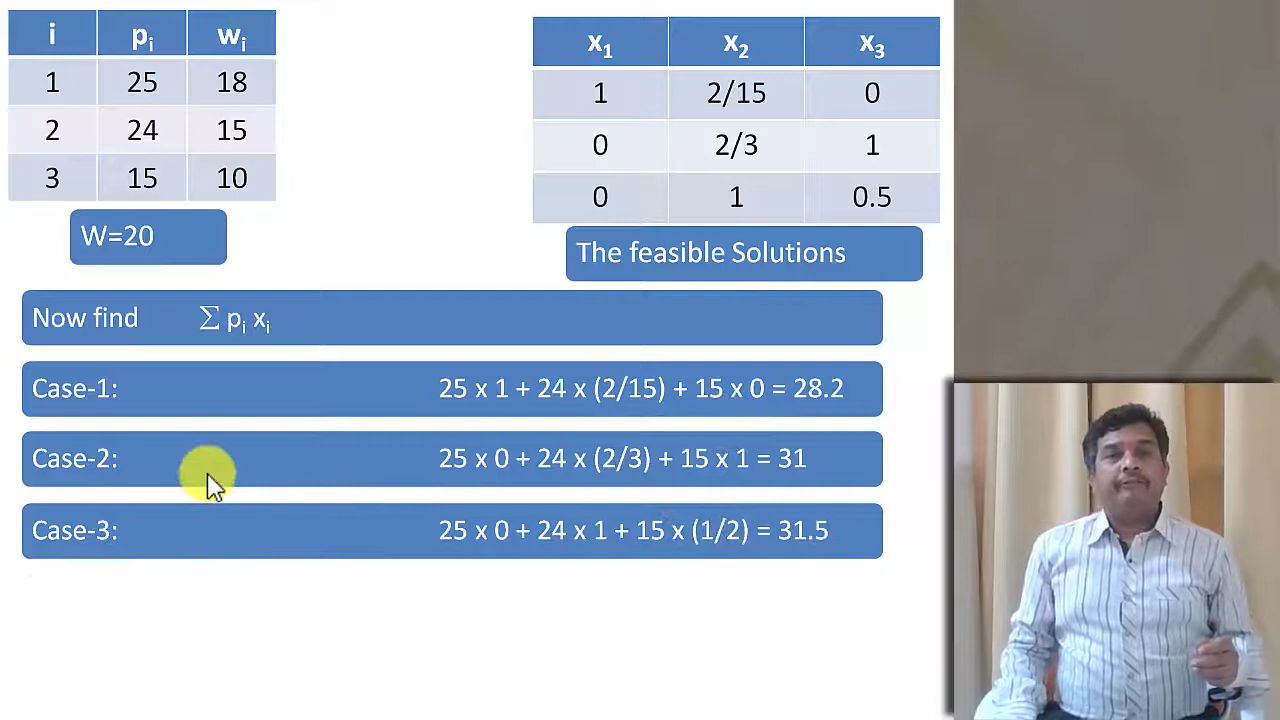 i pᵢ wᵢ
1 25 18
2 24 15
3 15 10
W=20
x₁ x₂ x₃
1 2/15 0
0 2/3 1
0 1 0.5
The feasible Solutions
Now find ∑ pᵢ xᵢ
Case-1: 25 x 1 + 24 x (2/15) + 15 x 0 = 28.2
Case-2: 25 x 0 + 24 x (2/3) + 15 x 1 = 31
Case-3: 25 x 0 + 24 x 1 + 15 x (1/2) = 31.5